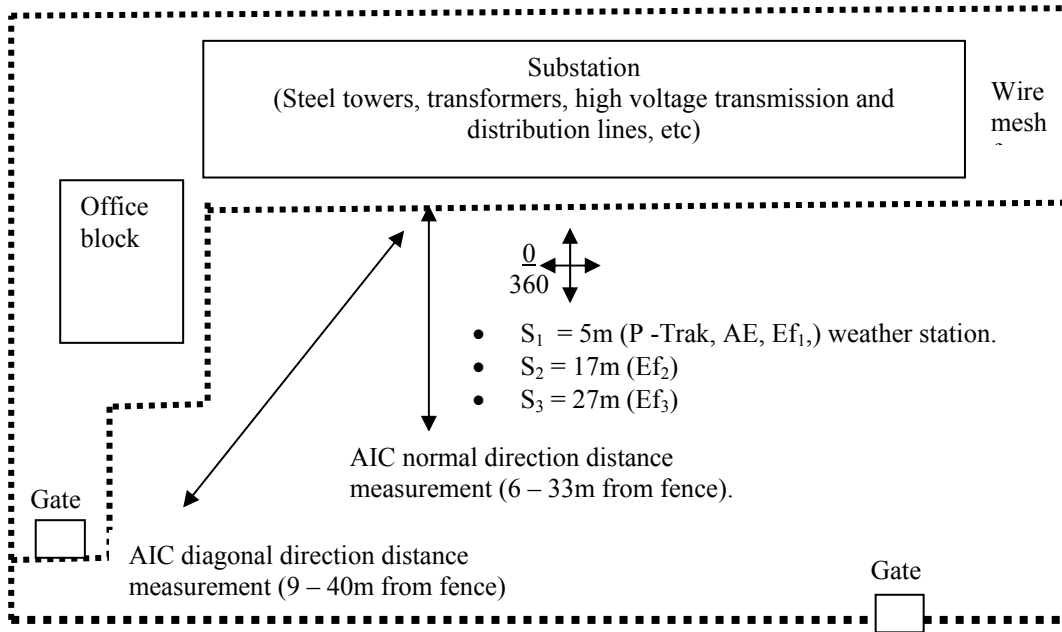 Substation
(Steel towers, transformers, high voltage transmission and
distribution lines, etc)
Wire
mesh
Office
block
0
360
• S₁ = 5m (P -Trak, AE, Ef₁,) weather station.
• S₂ = 17m (Ef₂)
• S₃ = 27m (Ef₃)
AIC normal direction distance
measurement (6 – 33m from fence).
Gate
AIC diagonal direction distance
measurement (9 – 40m from fence)
Gate